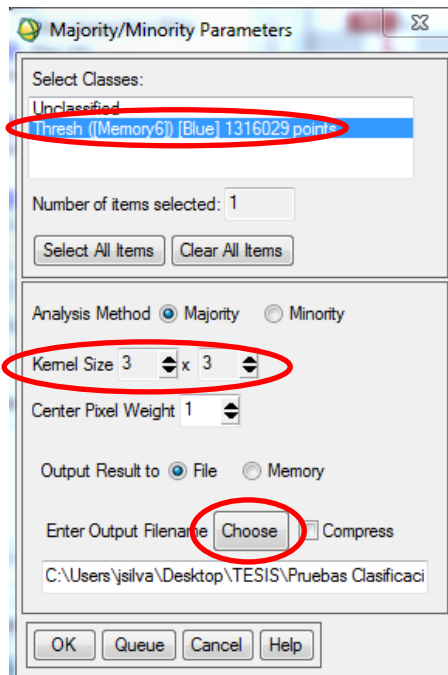 Majority/Minority Parameters
Select Classes:
Unclassified
Thresh ([Memory6]) [Blue] 1316029 points
Number of items selected: 1
Select All Items Clear All Items
Analysis Method Majority Minority
Kernel Size 3 x 3
Center Pixel Weight 1
Output Result to File Memory
Enter Output Filename Choose Compress
C:\Users\jsilva\Desktop\TESIS\Pruebas Clasificaci
OK Queue Cancel Help